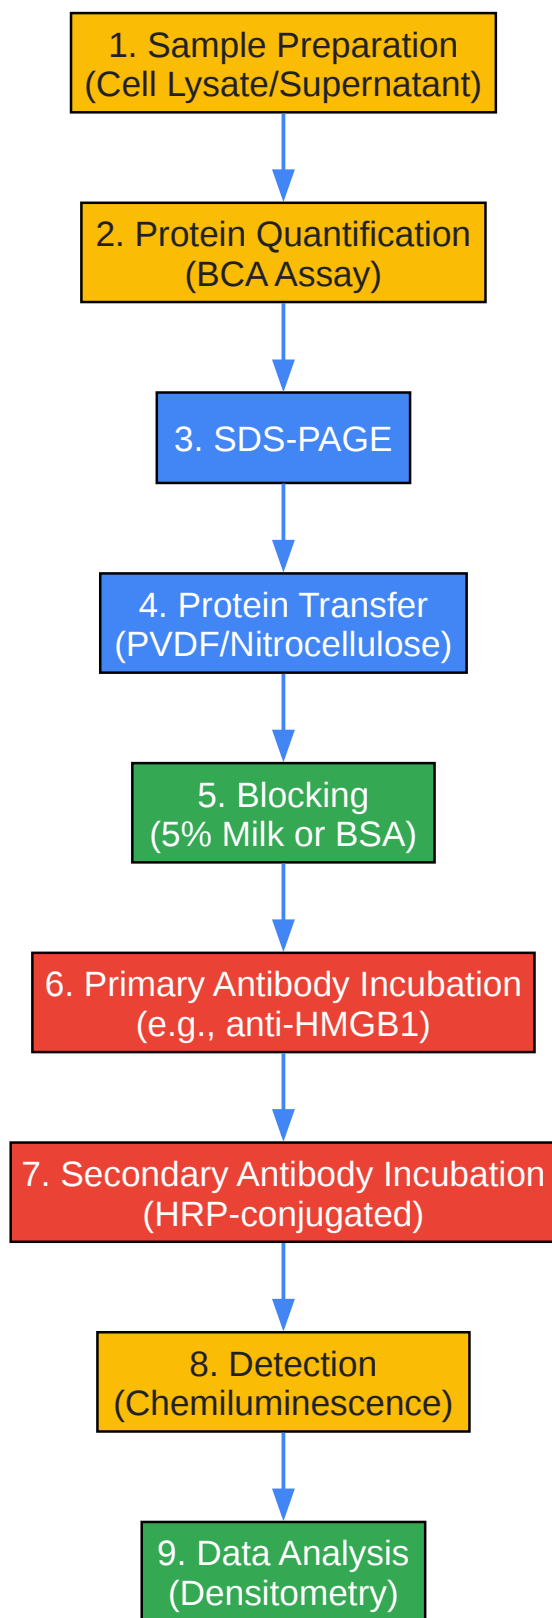 1. Sample Preparation
(Cell Lysate/Supernatant)
2. Protein Quantification
(BCA Assay)
3. SDS-PAGE
4. Protein Transfer
(PVDF/Nitrocellulose)
5. Blocking
(5% Milk or BSA)
6. Primary Antibody Incubation
(e.g., anti-HMGB1)
7. Secondary Antibody Incubation
(HRP-conjugated)
8. Detection
(Chemiluminescence)
9. Data Analysis
(Densitometry)